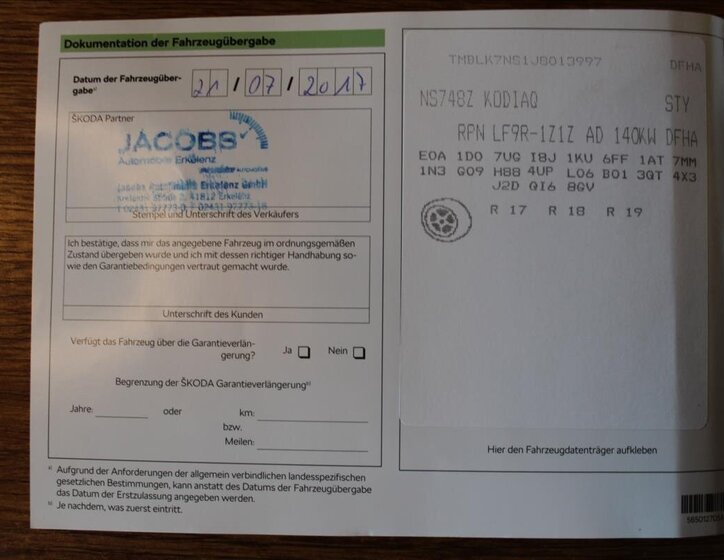 Dokumentation der Fahrzeugübergabe
Datum der Fahrzeugüber-
gabe a)
21 / 07 / 2017
ŠKODA Partner
JACOBS
Automobile Erkelenz
Jacobs Automobile Erkelenz GmbH
41812 Erkelenz
Stempel und Unterschrift des Verkäufers
Ich bestätige, dass mir das angegebene Fahrzeug im ordnungsgemäßen
Zustand übergeben wurde und ich mit dessen richtiger Handhabung so-
wie den Garantiebedingungen vertraut gemacht wurde.
Unterschrift des Kunden
Verfügt das Fahrzeug über die Garantieverlän-
gerung?
Ja
Nein
Begrenzung der ŠKODA Garantieverlängerung b)
Jahre:
oder
km:
bzw.
Meilen:
a) Aufgrund der Anforderungen der allgemein verbindlichen landesspezifischen
gesetzlichen Bestimmungen, kann anstatt des Datums der Fahrzeugübergabe
das Datum der Erstzulassung angegeben werden.
b) Je nachdem, was zuerst eintritt.
TMBLK7NS1J8013997 DFHA
NS748Z KODIAQ STY
RPN LF9R-1Z1Z AD 140KW DFHA
E0A 1D0 7UG I8J 1KU 6FF 1AT 7MM
1N3 G09 H88 4UP L06 B01 3QT 4X3
J2D QI6 8GV
R 17 R 18 R 19
Hier den Fahrzeugdatenträger aufkleben